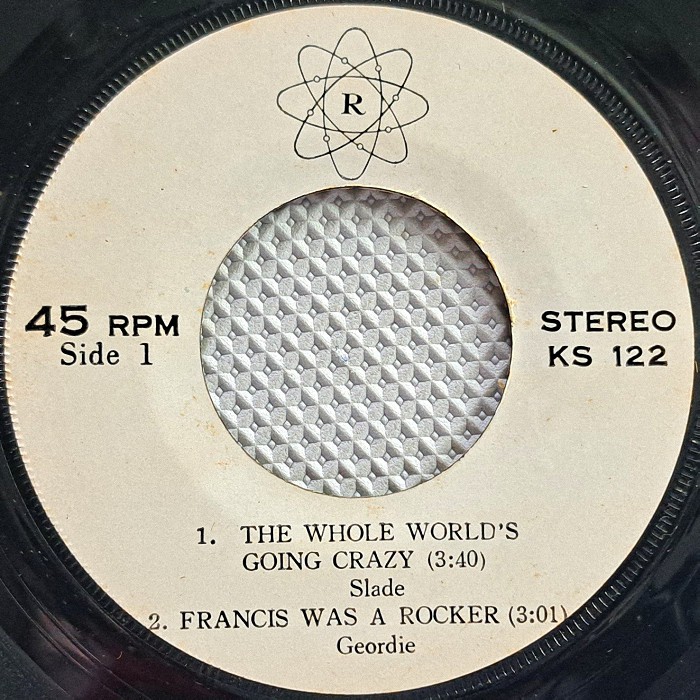 R
45 RPM
Side 1
STEREO
KS 122
1. THE WHOLE WORLD'S
GOING CRAZY (3:40)
Slade
2. FRANCIS WAS A ROCKER (3:01)
Geordie